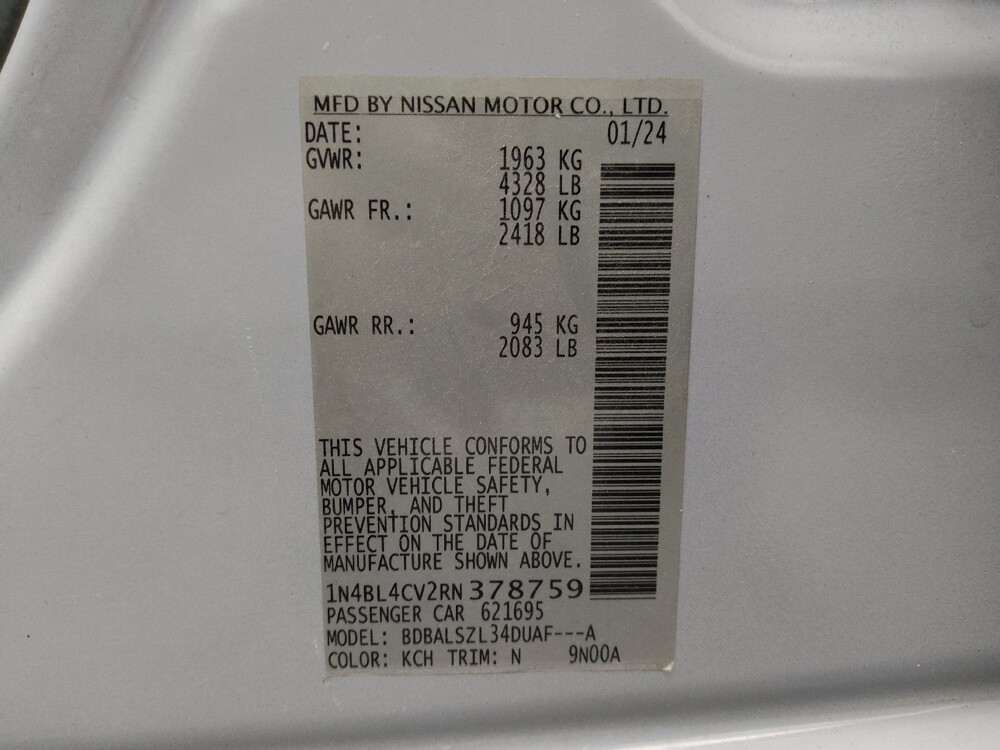 MFD BY NISSAN MOTOR CO., LTD.
DATE: 01/24
GVWR: 1963 KG
4328 LB
GAWR FR.: 1097 KG
2418 LB
GAWR RR.: 945 KG
2083 LB
THIS VEHICLE CONFORMS TO
ALL APPLICABLE FEDERAL
MOTOR VEHICLE SAFETY,
BUMPER, AND THEFT
PREVENTION STANDARDS IN
EFFECT ON THE DATE OF
MANUFACTURE SHOWN ABOVE.
1N4BL4CV2RN378759
PASSENGER CAR 621695
MODEL: BDBALSZL34DUAF---A
COLOR: KCH TRIM: N 9N00A